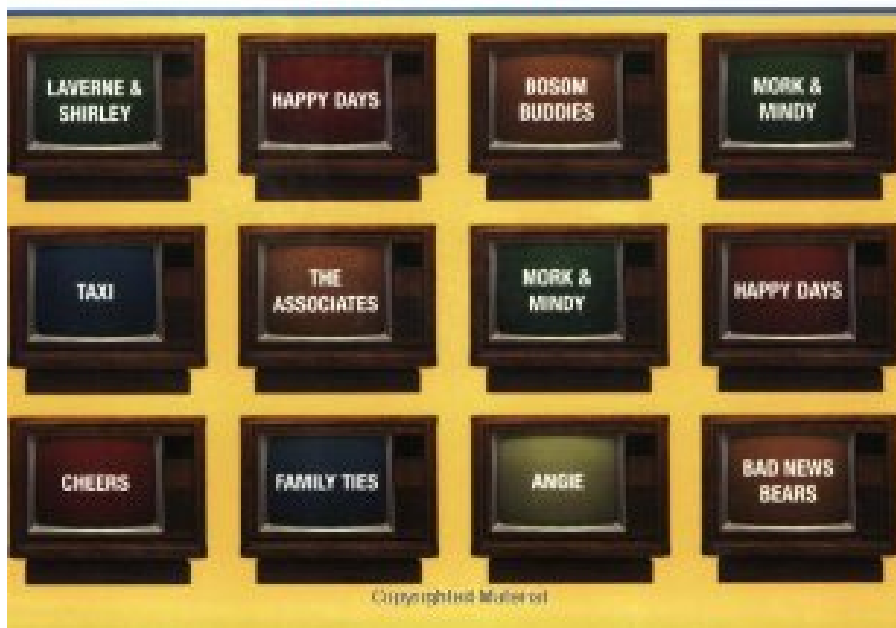 LAVERNE &
SHIRLEY
HAPPY DAYS
BOSOM
BUDDIES
MORK &
MINDY
TAXI
THE
ASSOCIATES
MORK &
MINDY
HAPPY DAYS
CHEERS
FAMILY TIES
ANGIE
BAD NEWS
BEARS
Copyrighted Material